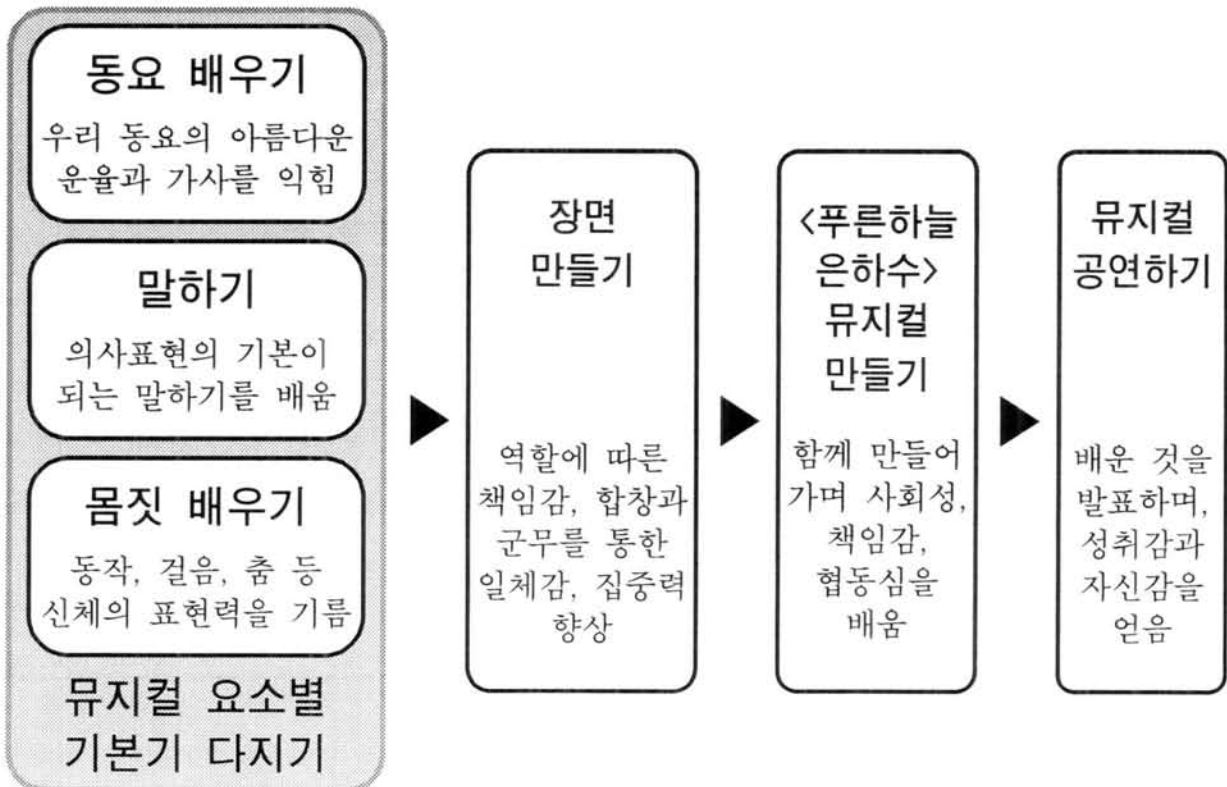 동요 배우기
우리 동요의 아름다운
운율과 가사를 익힘
말하기
의사표현의 기본이
되는 말하기를 배움
몸짓 배우기
동작, 걸음, 춤 등
신체의 표현력을 기름
뮤지컬 요소별
기본기 다지기
장면
만들기
역할에 따른
책임감, 합창과
군무를 통한
일체감, 집중력
향상
<푸른하늘
은하수>
뮤지컬
만들기
함께 만들어
가며 사회성,
책임감,
협동심을
배움
뮤지컬
공연하기
배운 것을
발표하며,
성취감과
자신감을
얻음